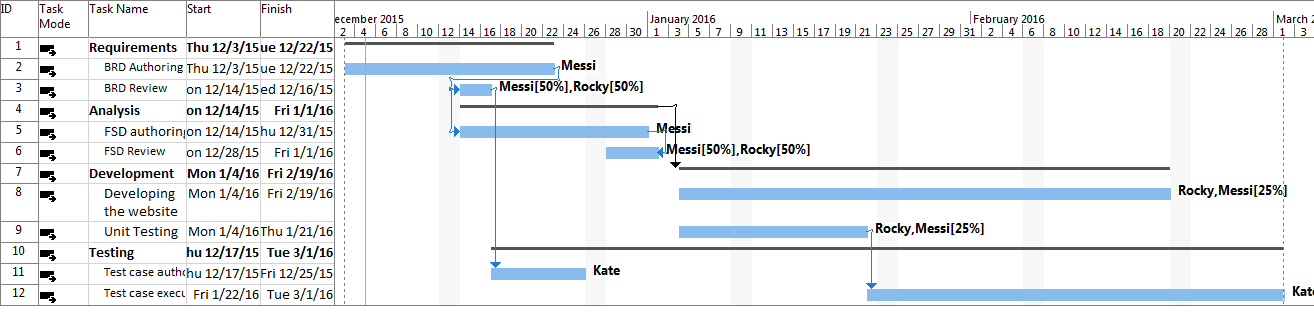 ID Task Mode Task Name Start Finish
ecember 2015 January 2016 February 2016 March 2
2 4 6 8 10 12 14 16 18 20 22 24 26 28 30 1 3 5 7 9 11 13 15 17 19 21 23 25 27 29 31 2 4 6 8 10 12 14 16 18 20 22 24 26 28 1 3
1 Requirements Thu 12/3/15 ue 12/22/15
2 BRD Authoring Thu 12/3/15 ue 12/22/15 Messi
3 BRD Review on 12/14/15 ed 12/16/15 Messi[50%],Rocky[50%]
4 Analysis on 12/14/15 Fri 1/1/16
5 FSD authoring on 12/14/15 hu 12/31/15 Messi
6 FSD Review on 12/28/15 Fri 1/1/16 Messi[50%],Rocky[50%]
7 Development Mon 1/4/16 Fri 2/19/16
8 Developing the website Mon 1/4/16 Fri 2/19/16 Rocky,Messi[25%]
9 Unit Testing Mon 1/4/16 Thu 1/21/16 Rocky,Messi[25%]
10 Testing hu 12/17/15 Tue 3/1/16
11 Test case autho hu 12/17/15 Fri 12/25/15 Kate
12 Test case execu Fri 1/22/16 Tue 3/1/16 Kate